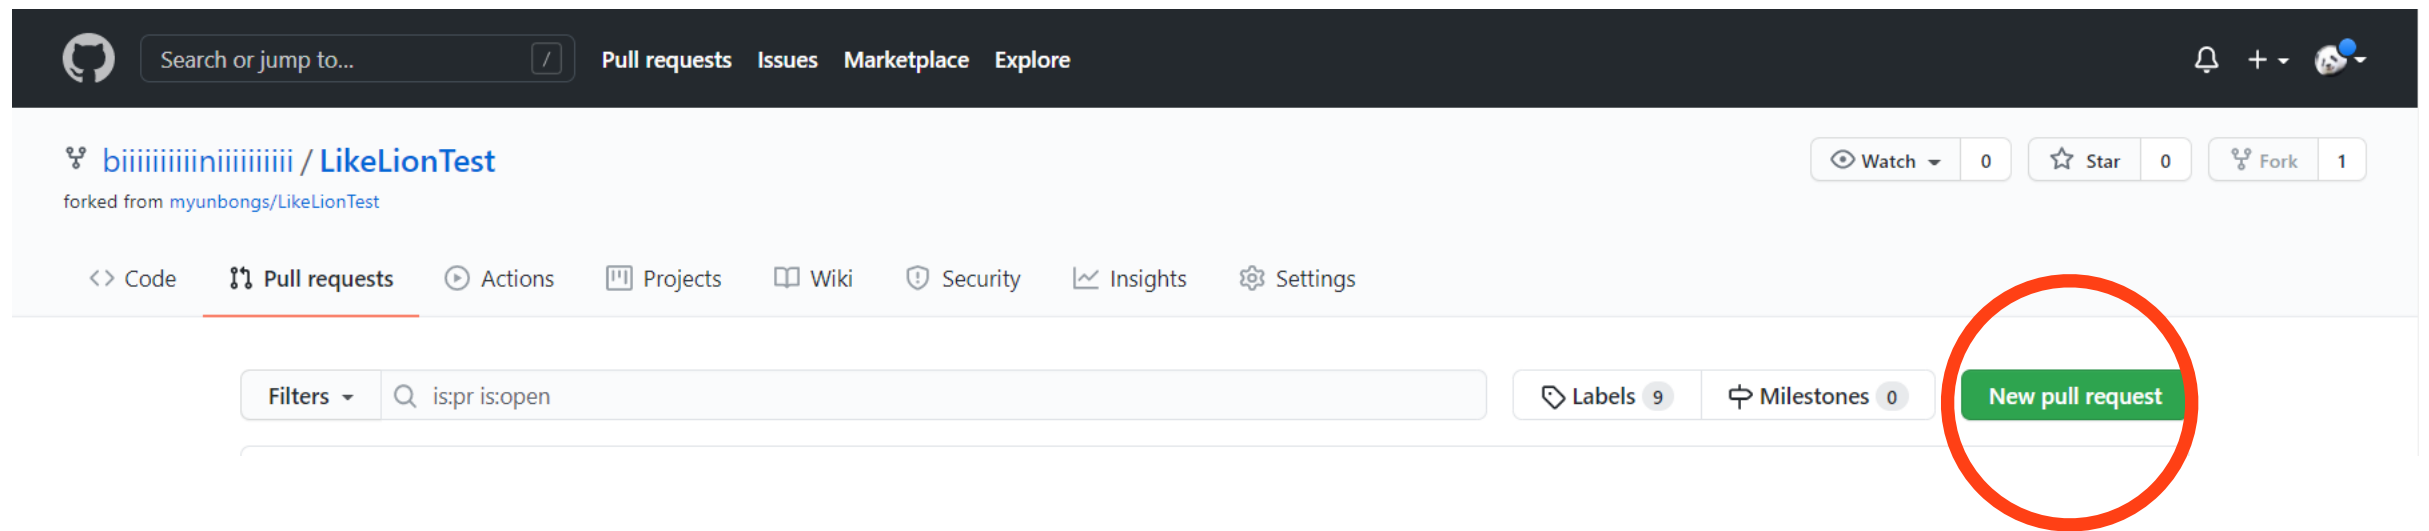 Search or jump to... / Pull requests Issues Marketplace Explore
biiiiiiiiiiniiiiiiiiii / LikeLionTest Watch 0 Star 0 Fork 1
forked from myunbongs/LikeLionTest
Code Pull requests Actions Projects Wiki Security Insights Settings
Filters is:pr is:open Labels 9 Milestones 0 New pull request